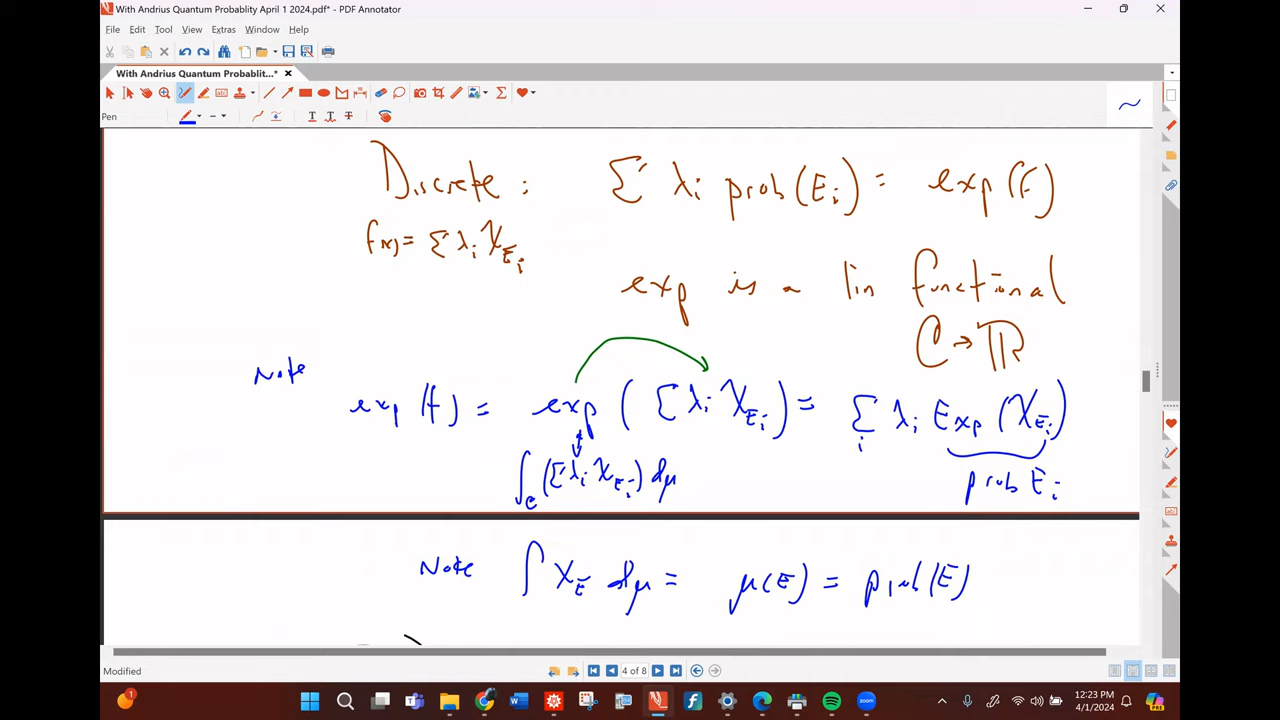 With Andrius Quantum Probablity April 1 2024.pdf* - PDF Annotator
File Edit Tool View Extras Window Help
With Andrius Quantum Probablit...*
Pen
Discrete : Σ λi prob(Ei) = exp(f)
f(x) = Σ λi χEi
exp is a lin functional
C → ℝ
Note
exp(f) = exp(Σ λi χEi) = Σi λi Exp(χEi)
∫C (Σ λi χEi) dμ
prob Ei
Note ∫ χE dμ = μ(E) = prob(E)
Modified
4 of 8
1
12:23 PM
4/1/2024